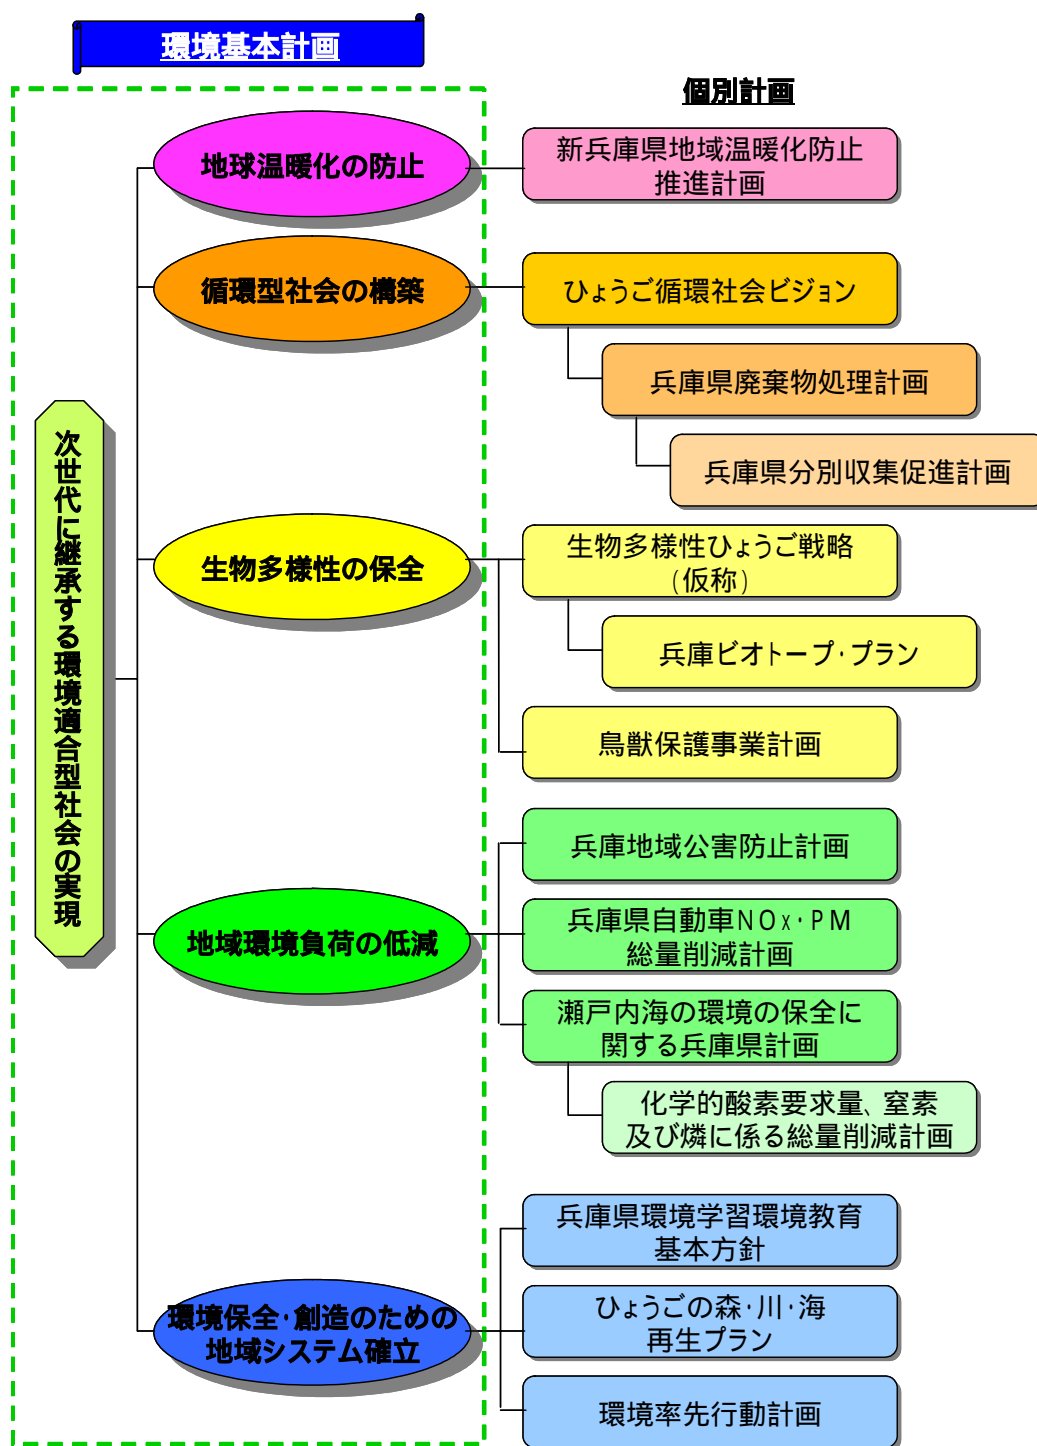 環境基本計画
個別計画
地球温暖化の防止
新兵庫県地域温暖化防止
推進計画
循環型社会の構築
ひょうご循環社会ビジョン
兵庫県廃棄物処理計画
兵庫県分別収集促進計画
次世代に継承する環境適合型社会の実現
生物多様性の保全
生物多様性ひょうご戦略
(仮称)
兵庫ビオトープ・プラン
鳥獣保護事業計画
地域環境負荷の低減
兵庫地域公害防止計画
兵庫県自動車NOx・PM
総量削減計画
瀬戸内海の環境の保全に
関する兵庫県計画
化学的酸素要求量、窒素
及び燐に係る総量削減計画
環境保全・創造のための
地域システム確立
兵庫県環境学習環境教育
基本方針
ひょうごの森・川・海
再生プラン
環境率先行動計画